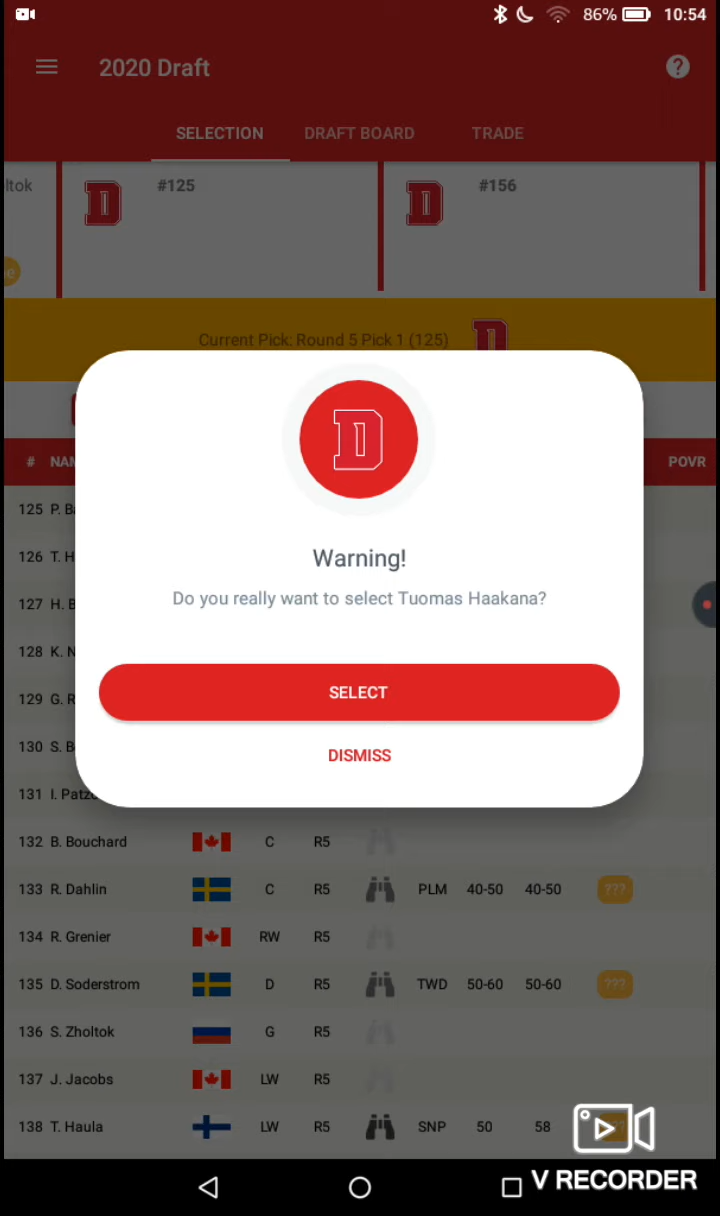 86% 10:54
2020 Draft
SELECTION DRAFT BOARD TRADE
ltok #125 #156
Current Pick: Round 5 Pick 1 (125)
# NAM POVR
Warning!
Do you really want to select Tuomas Haakana?
SELECT
DISMISS
125 P. Ba
126 T. H
127 H. B
128 K. N
129 G. R
130 S. B
131 I. Patz
132 B. Bouchard C R5
133 R. Dahlin C R5 PLM 40-50 40-50 ???
134 R. Grenier RW R5
135 D. Soderstrom D R5 TWD 50-60 50-60 ???
136 S. Zholtok G R5
137 J. Jacobs LW R5
138 T. Haula LW R5 SNP 50 58
V RECORDER